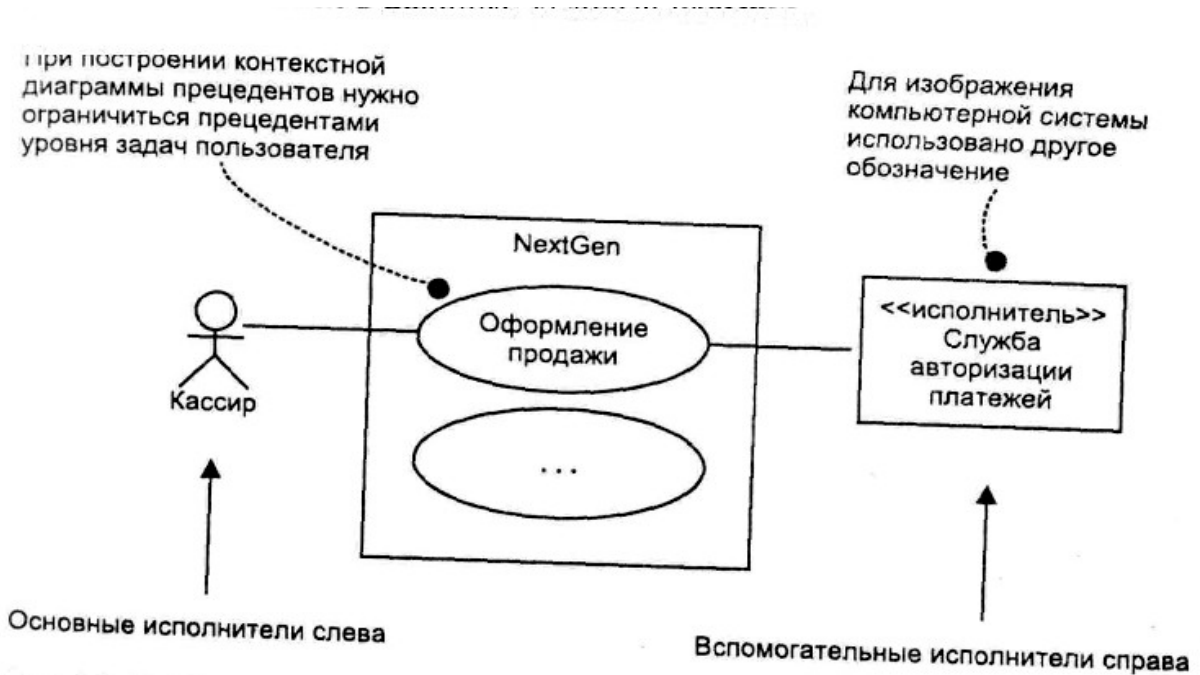 При построении контекстной
диаграммы прецедентов нужно
ограничиться прецедентами
уровня задач пользователя
Для изображения
компьютерной системы
использовано другое
обозначение
NextGen
Оформление
продажи
. . .
Кассир
<<исполнитель>>
Служба
авторизации
платежей
Основные исполнители слева
Вспомогательные исполнители справа